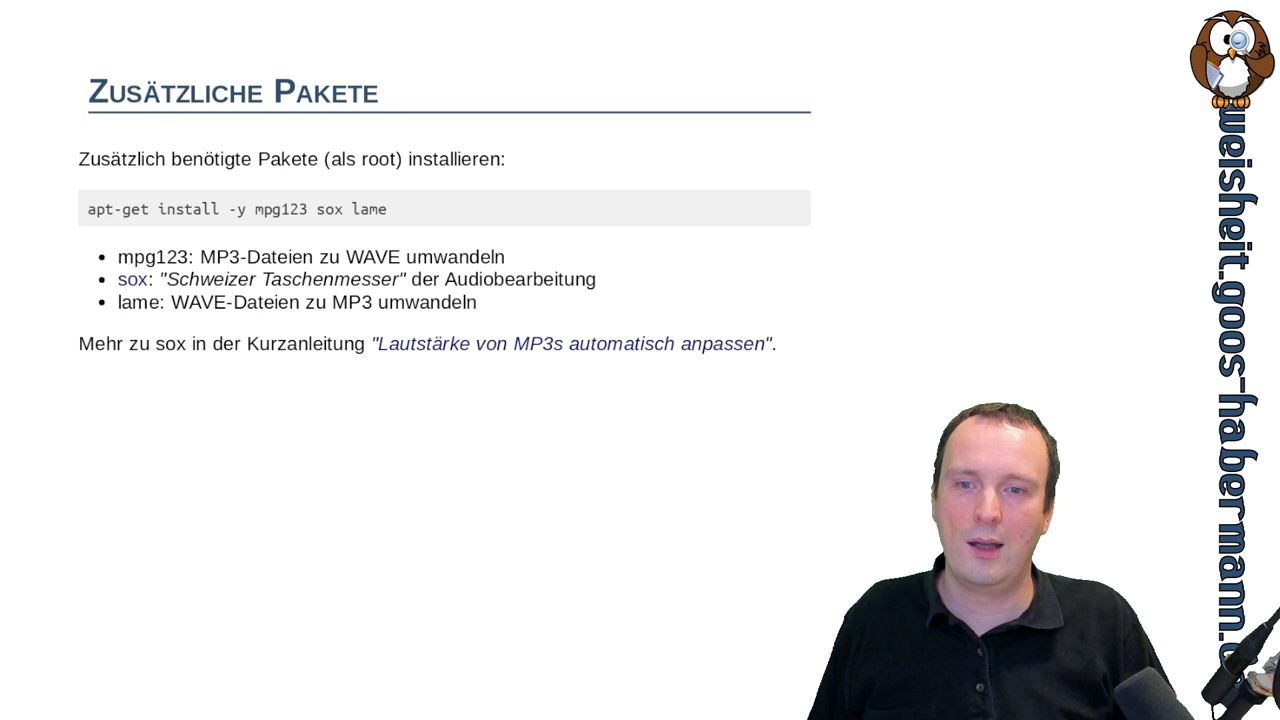 Zusätzliche Pakete
Zusätzlich benötigte Pakete (als root) installieren:
apt-get install -y mpg123 sox lame
• mpg123: MP3-Dateien zu WAVE umwandeln
• sox: "Schweizer Taschenmesser" der Audiobearbeitung
• lame: WAVE-Dateien zu MP3 umwandeln
Mehr zu sox in der Kurzanleitung "Lautstärke von MP3s automatisch anpassen".
weisheit.goos-habermann.